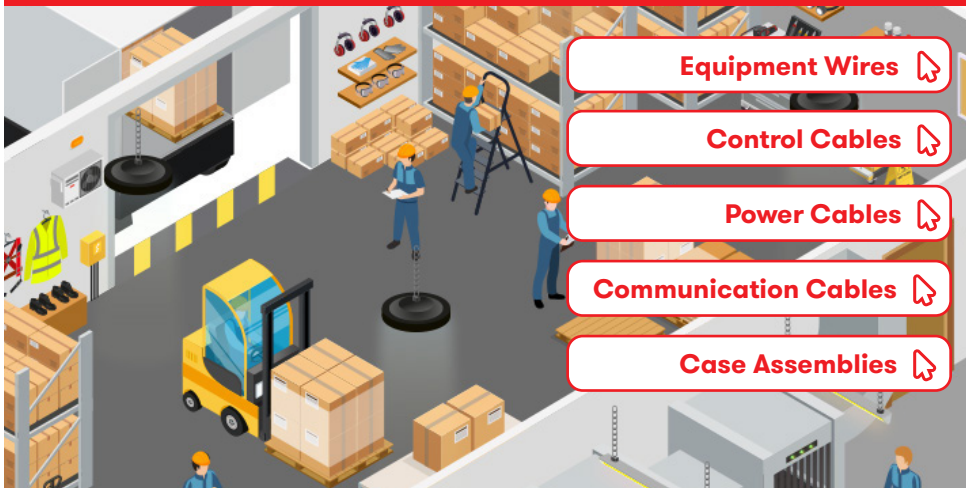 Equipment Wires
Control Cables
Power Cables
Communication Cables
Case Assemblies